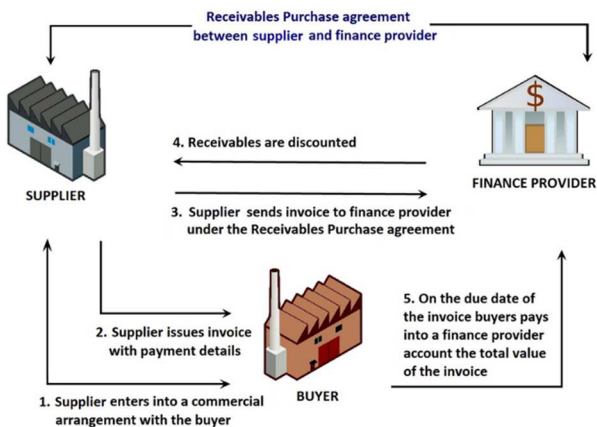 Receivables Purchase agreement
between supplier and finance provider
$
4. Receivables are discounted
SUPPLIER
FINANCE PROVIDER
3. Supplier sends invoice to finance provider
under the Receivables Purchase agreement
2. Supplier issues invoice
with payment details
5. On the due date of
the invoice buyers pays
into a finance provider
account the total value
of the invoice
BUYER
1. Supplier enters into a commercial
arrangement with the buyer